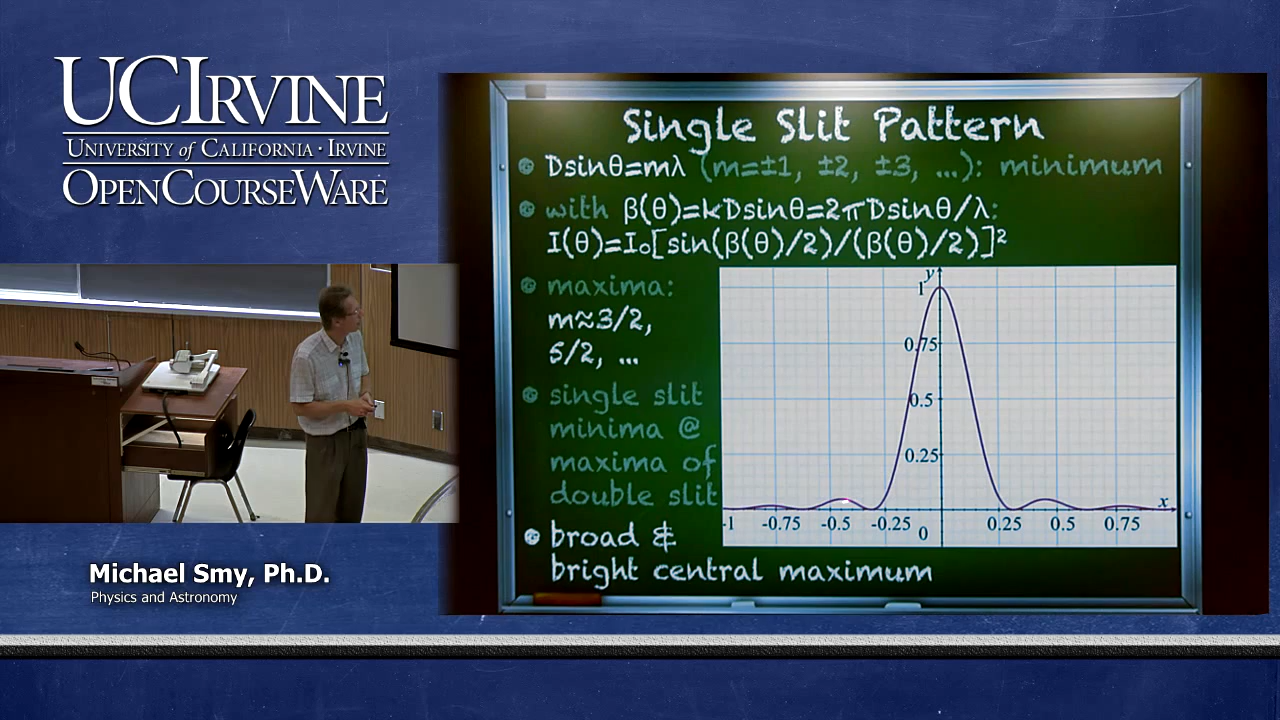 UCIRVINE
UNIVERSITY of CALIFORNIA · IRVINE
OPENCOURSEWARE
Michael Smy, Ph.D.
Physics and Astronomy
Single Slit Pattern
Dsinθ=mλ (m=±1, ±2, ±3, …): minimum
with β(θ)=kDsinθ=2πDsinθ/λ:
I(θ)=I₀[sin(β(θ)/2)/(β(θ)/2)]²
maxima:
m≈3/2,
5/2, …
single slit
minima @
maxima of
double slit
broad &
bright central maximum
y
1
0.75
0.5
0.25
x
-1 -0.75 -0.5 -0.25 0 0.25 0.5 0.75